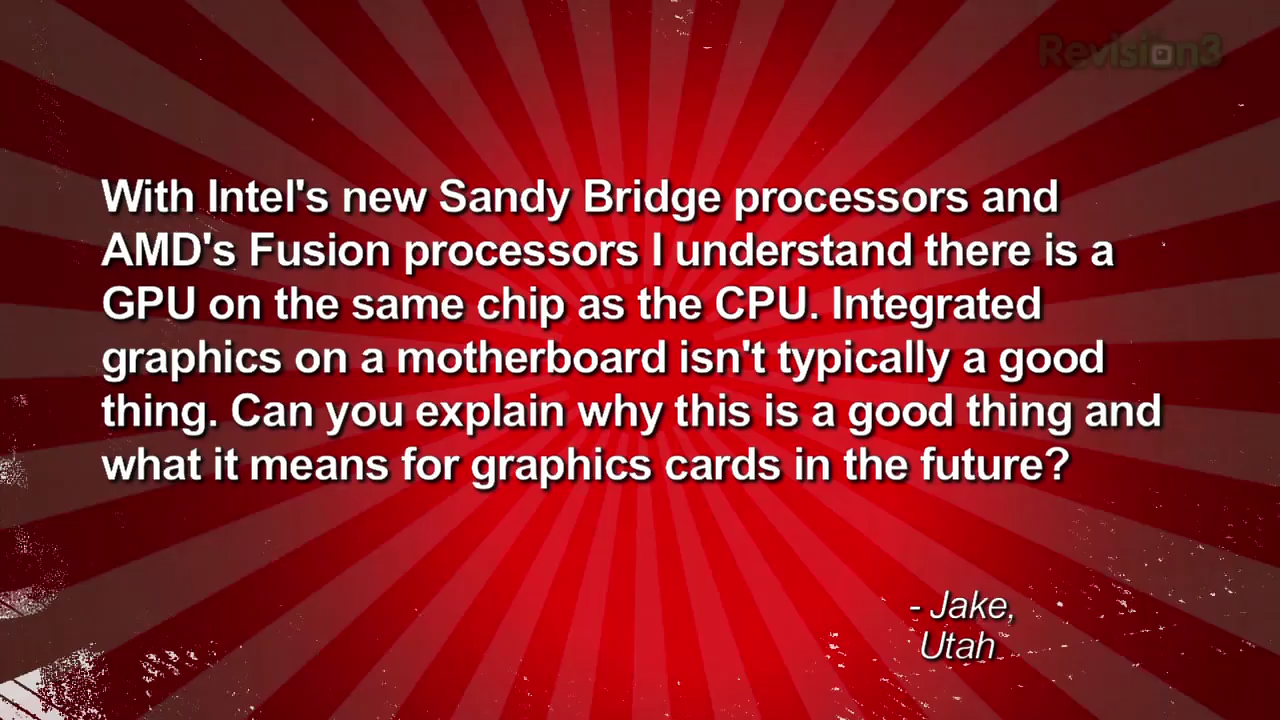 Revision3
With Intel's new Sandy Bridge processors and
AMD's Fusion processors I understand there is a
GPU on the same chip as the CPU. Integrated
graphics on a motherboard isn't typically a good
thing. Can you explain why this is a good thing and
what it means for graphics cards in the future?
- Jake,
Utah